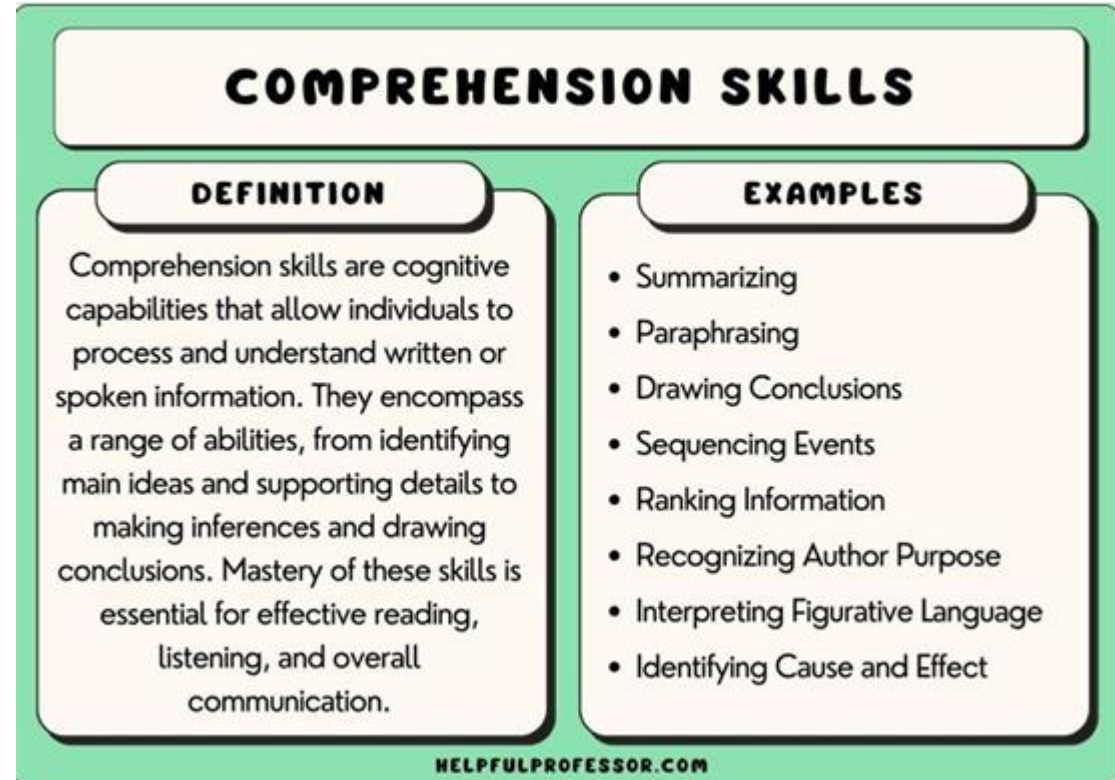 COMPREHENSION SKILLS
DEFINITION
Comprehension skills are cognitive
capabilities that allow individuals to
process and understand written or
spoken information. They encompass
a range of abilities, from identifying
main ideas and supporting details to
making inferences and drawing
conclusions. Mastery of these skills is
essential for effective reading,
listening, and overall
communication.
EXAMPLES
• Summarizing
• Paraphrasing
• Drawing Conclusions
• Sequencing Events
• Ranking Information
• Recognizing Author Purpose
• Interpreting Figurative Language
• Identifying Cause and Effect
HELPFULPROFESSOR.COM